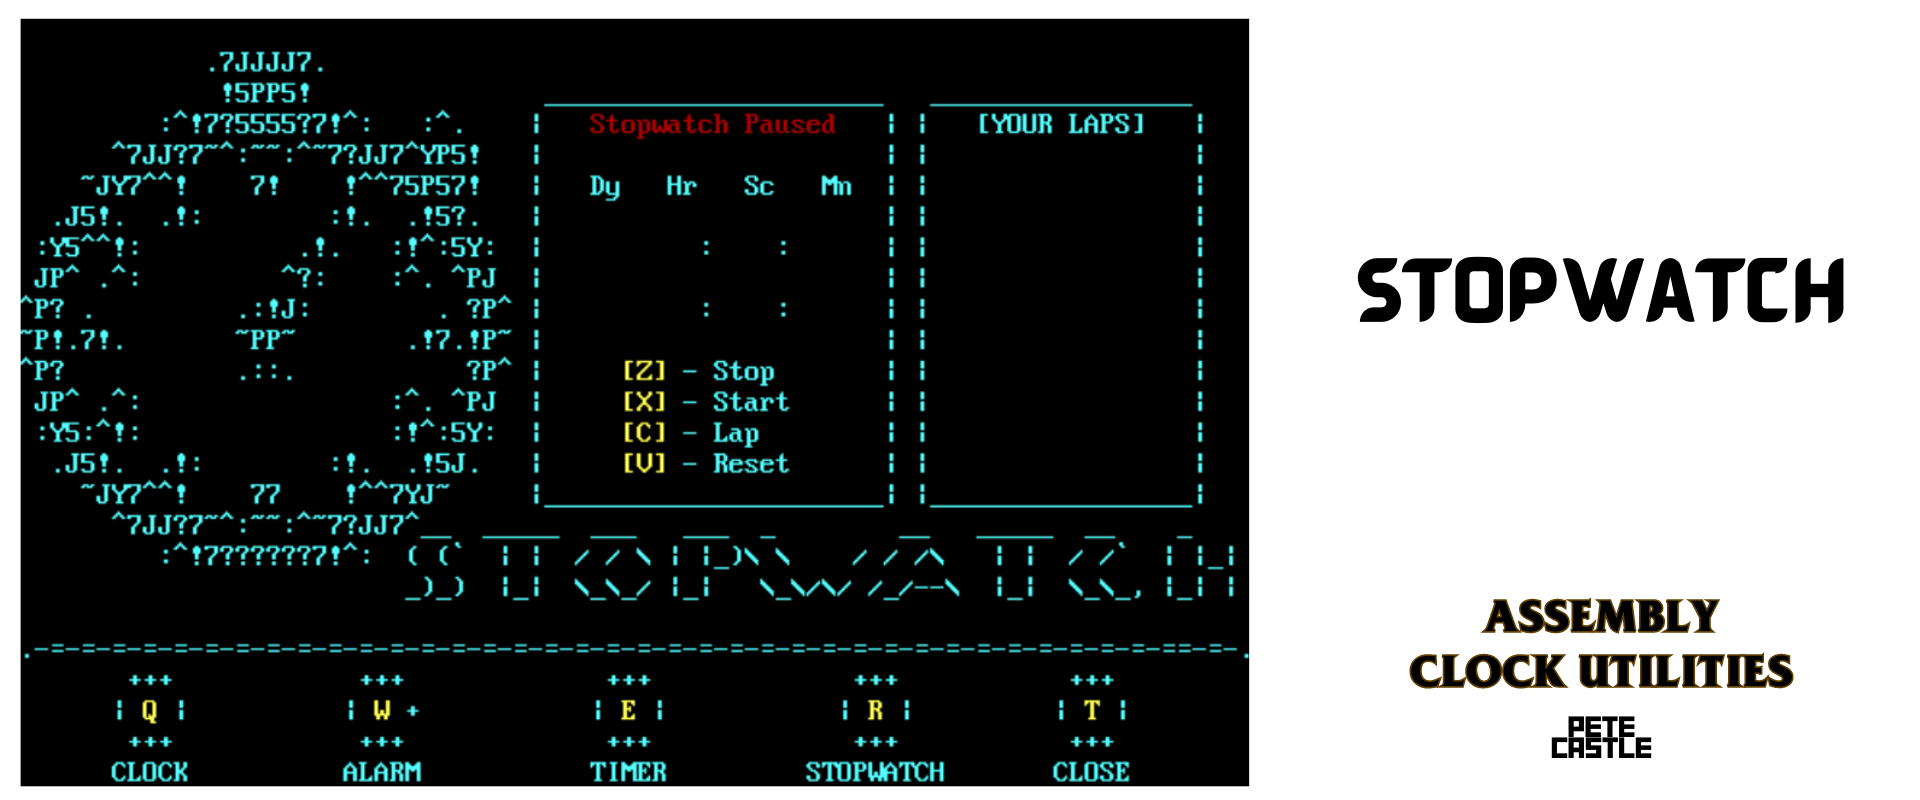 Stopwatch Paused
Dy Hr Sc Mn
: :
: :
[Z] - Stop
[X] - Start
[C] - Lap
[V] - Reset
[YOUR LAPS]
STOPWATCH
Q W E R T
CLOCK ALARM TIMER STOPWATCH CLOSE
STOPWATCH
ASSEMBLY
CLOCK UTILITIES
PETE
CASTLE